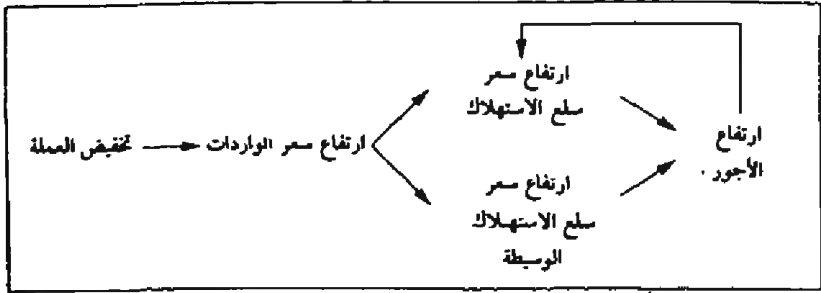 تخفيض العملة
ارتفاع سعر الواردات
ارتفاع سعر
سلع الاستهلاك
ارتفاع سعر
سلع الاستهلاك
الوسيطة
ارتفاع
الأجور .